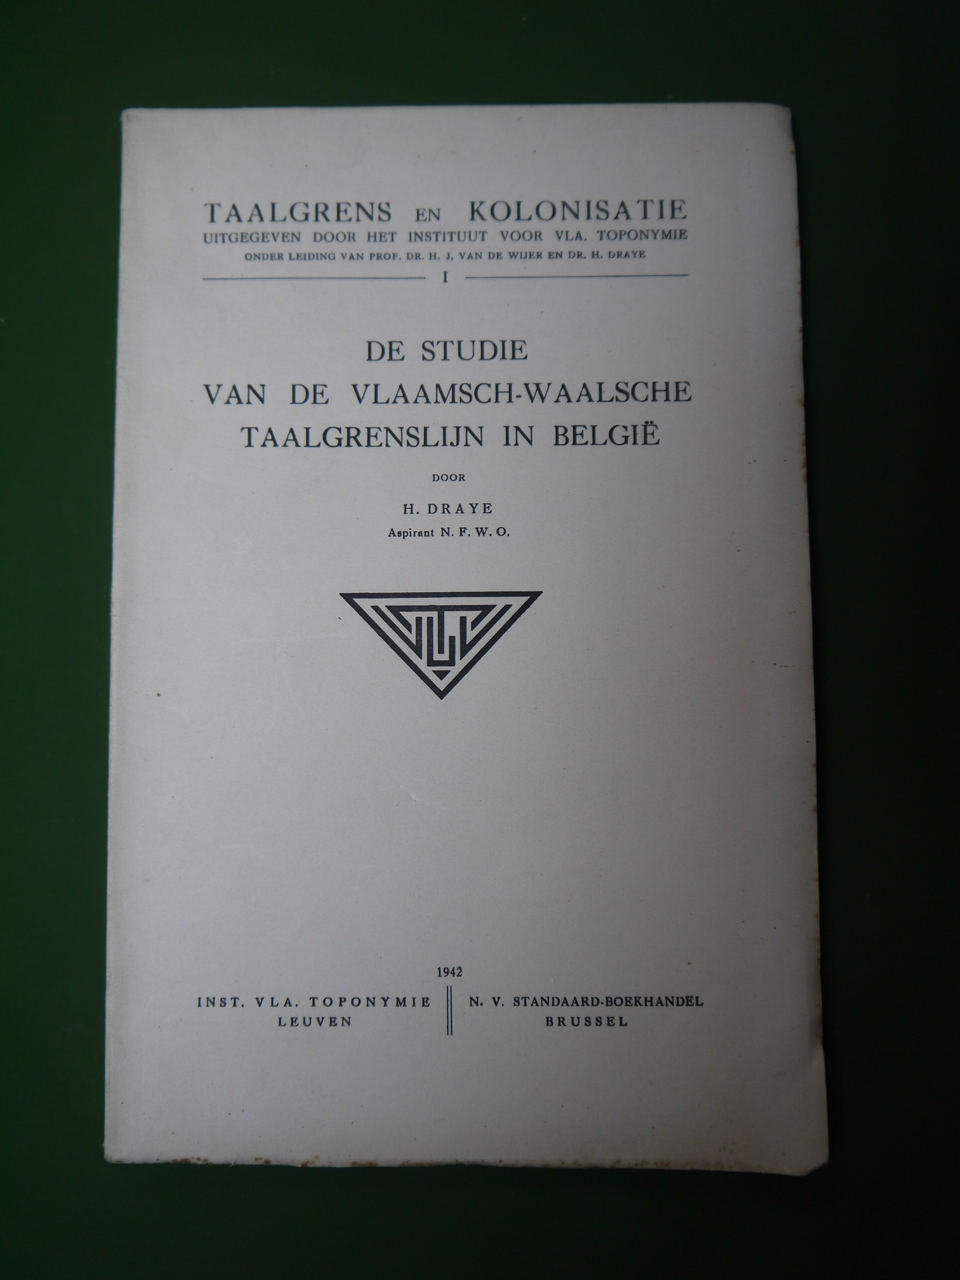 TAALGRENS EN KOLONISATIE
UITGEGEVEN DOOR HET INSTITUUT VOOR VLA. TOPONYMIE
ONDER LEIDING VAN PROF. DR. H. J. VAN DE WIJER EN DR. H. DRAYE
I
DE STUDIE
VAN DE VLAAMSCH-WAALSCHE
TAALGRENSLIJN IN BELGIË
DOOR
H. DRAYE
Aspirant N. F. W. O.
1942
INST. VLA. TOPONYMIE
LEUVEN
N. V. STANDAARD-BOEKHANDEL
BRUSSEL